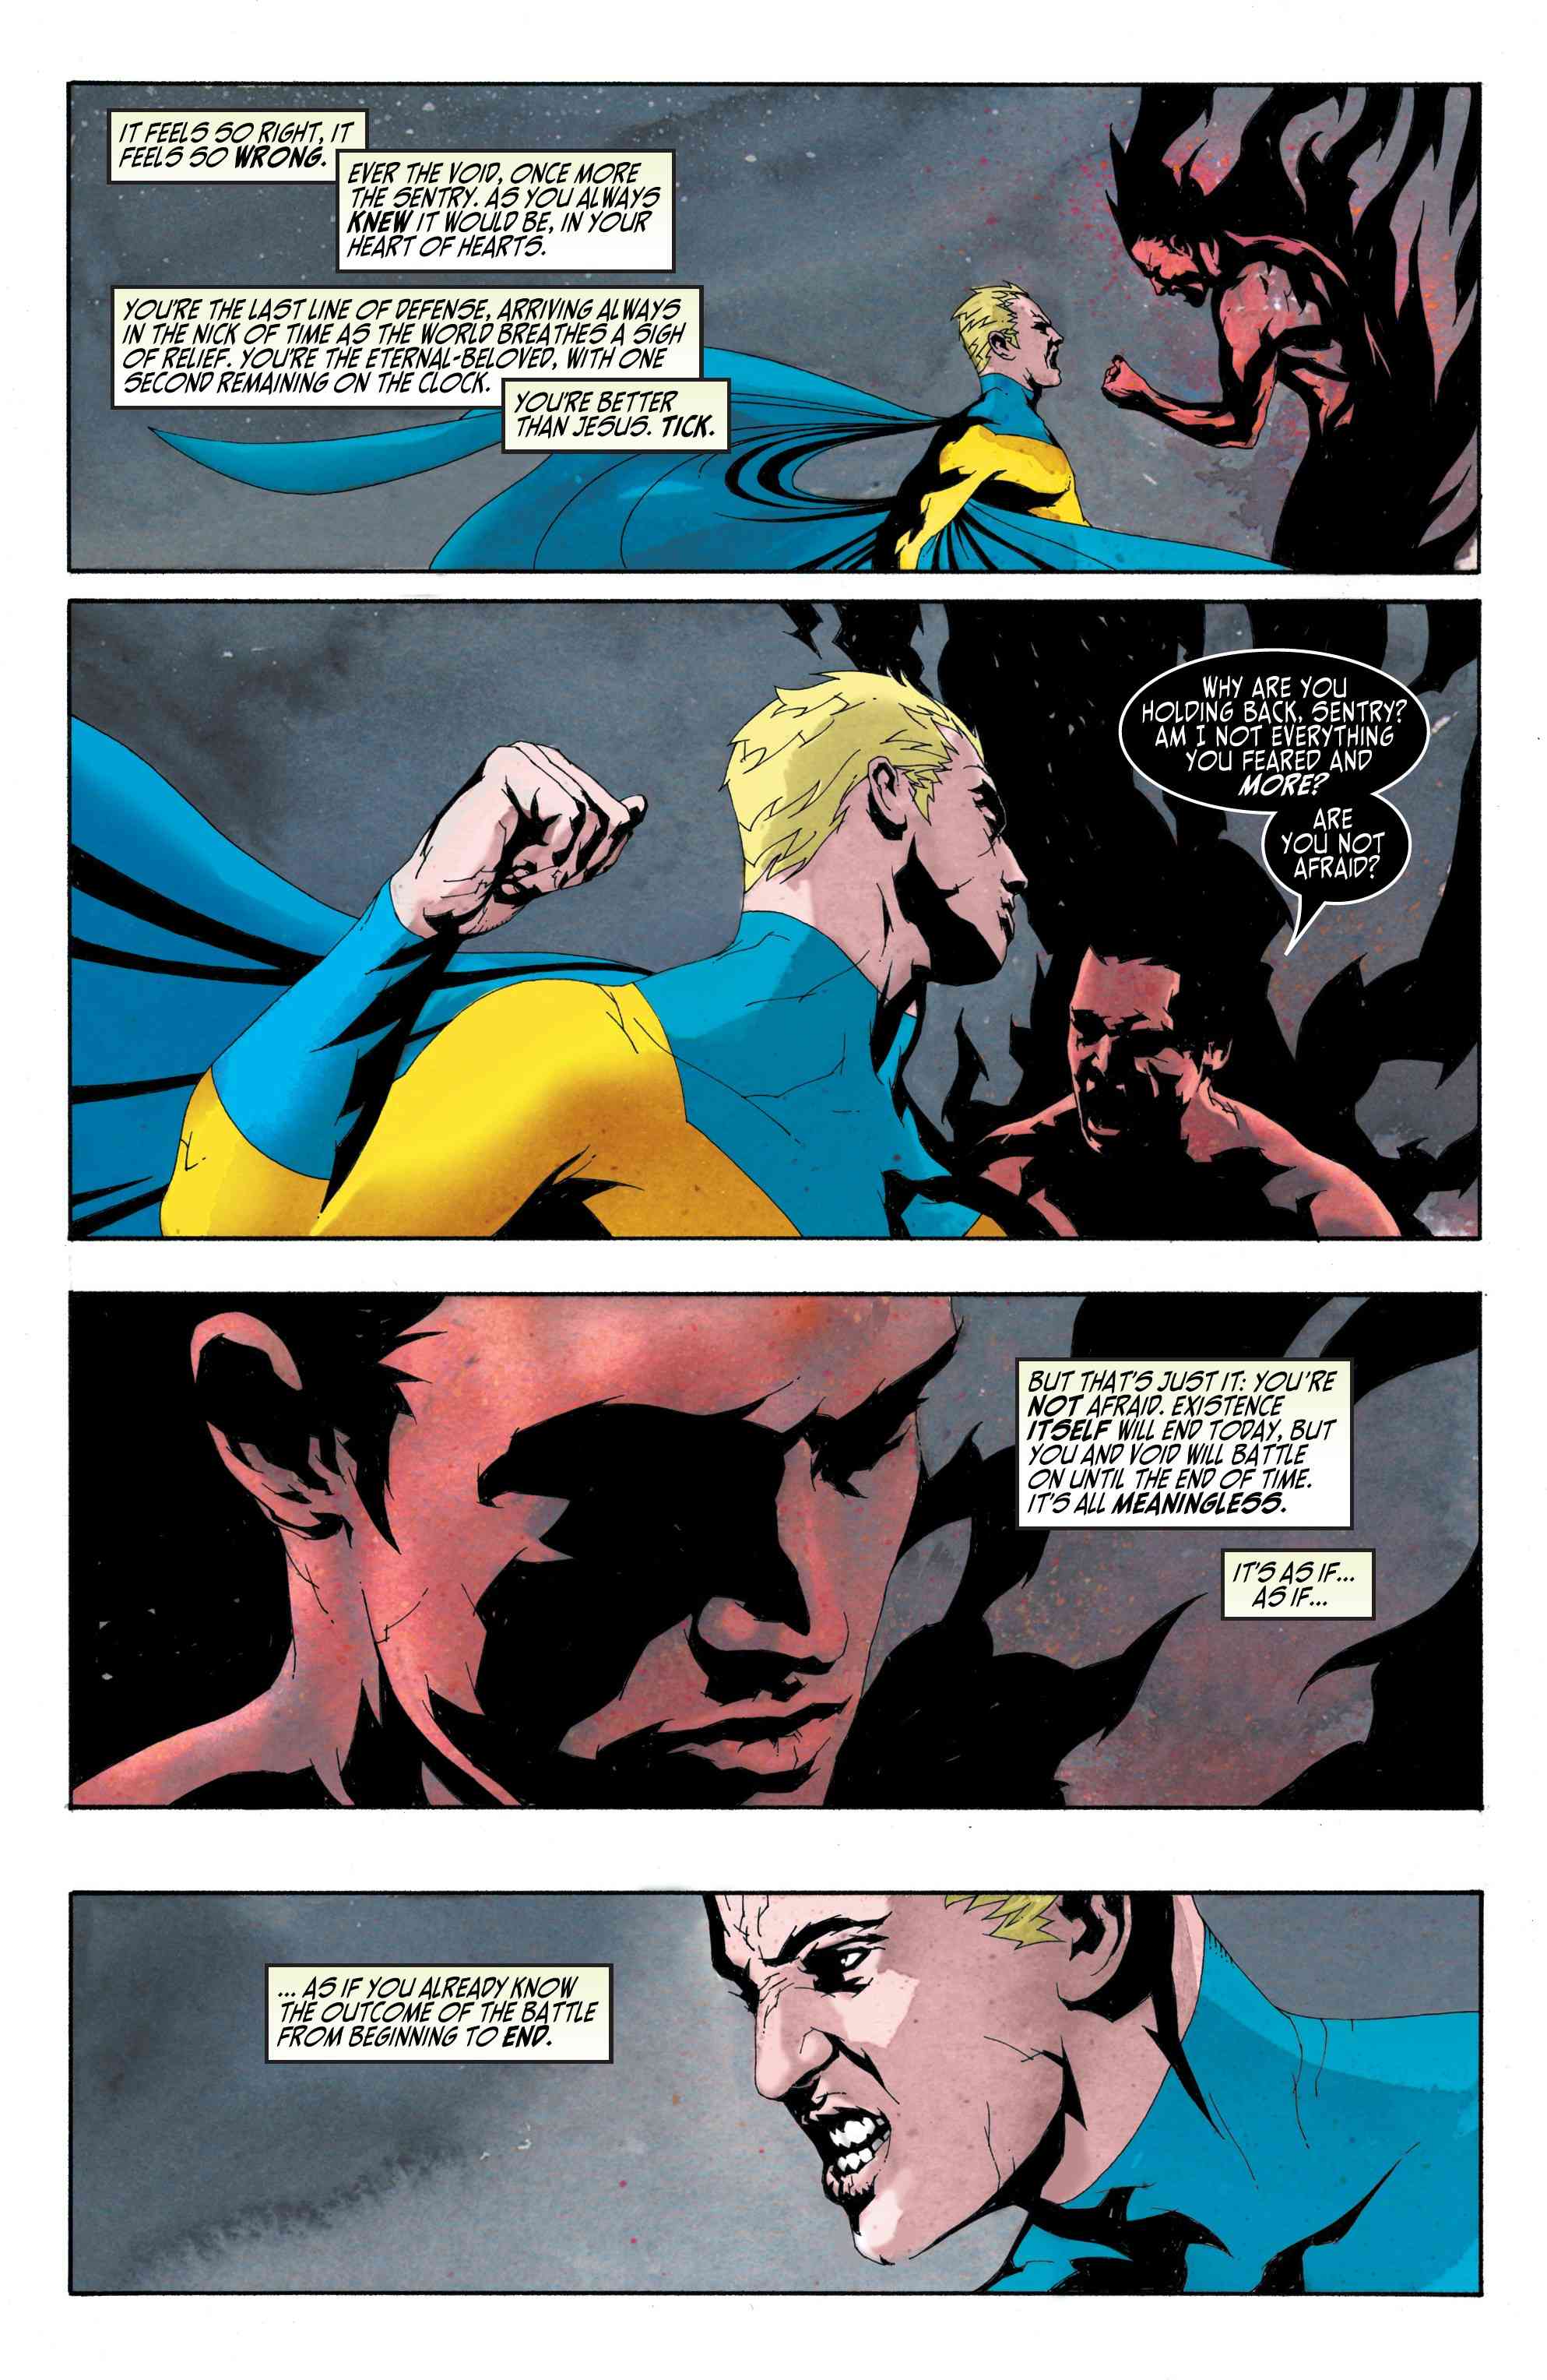 IT FEELS SO RIGHT, IT
FEELS SO WRONG.
EVER THE VOID, ONCE MORE
THE SENTRY. AS YOU ALWAYS
KNEW IT WOULD BE, IN YOUR
HEART OF HEARTS.
YOU'RE THE LAST LINE OF DEFENSE, ARRIVING ALWAYS
IN THE NICK OF TIME AS THE WORLD BREATHES A SIGH
OF RELIEF. YOU'RE THE ETERNAL-BELOVED, WITH ONE
SECOND REMAINING ON THE CLOCK.
YOU'RE BETTER
THAN JESUS. TICK.
WHY ARE YOU
HOLDING BACK, SENTRY?
AM I NOT EVERYTHING
YOU FEARED AND
MORE?
ARE
YOU NOT
AFRAID?
BUT THAT'S JUST IT: YOU'RE
NOT AFRAID. EXISTENCE
ITSELF WILL END TODAY, BUT
YOU AND VOID WILL BATTLE
ON UNTIL THE END OF TIME.
IT'S ALL MEANINGLESS.
IT'S AS IF...
AS IF...
... AS IF YOU ALREADY KNOW
THE OUTCOME OF THE BATTLE
FROM BEGINNING TO END.